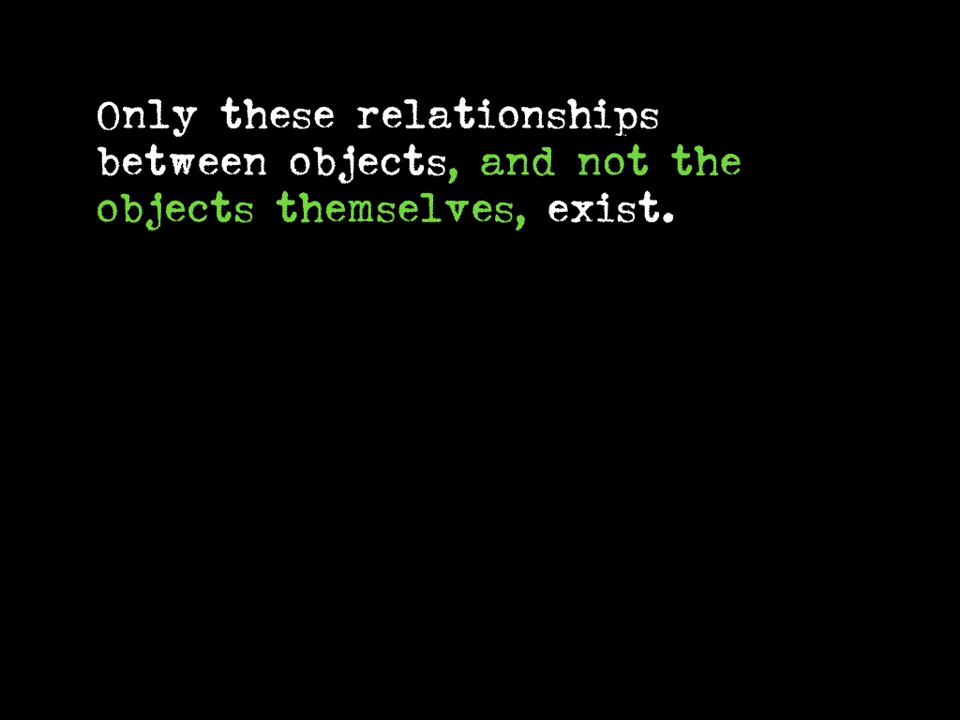 Only these relationships
between objects, and not the
objects themselves, exist.